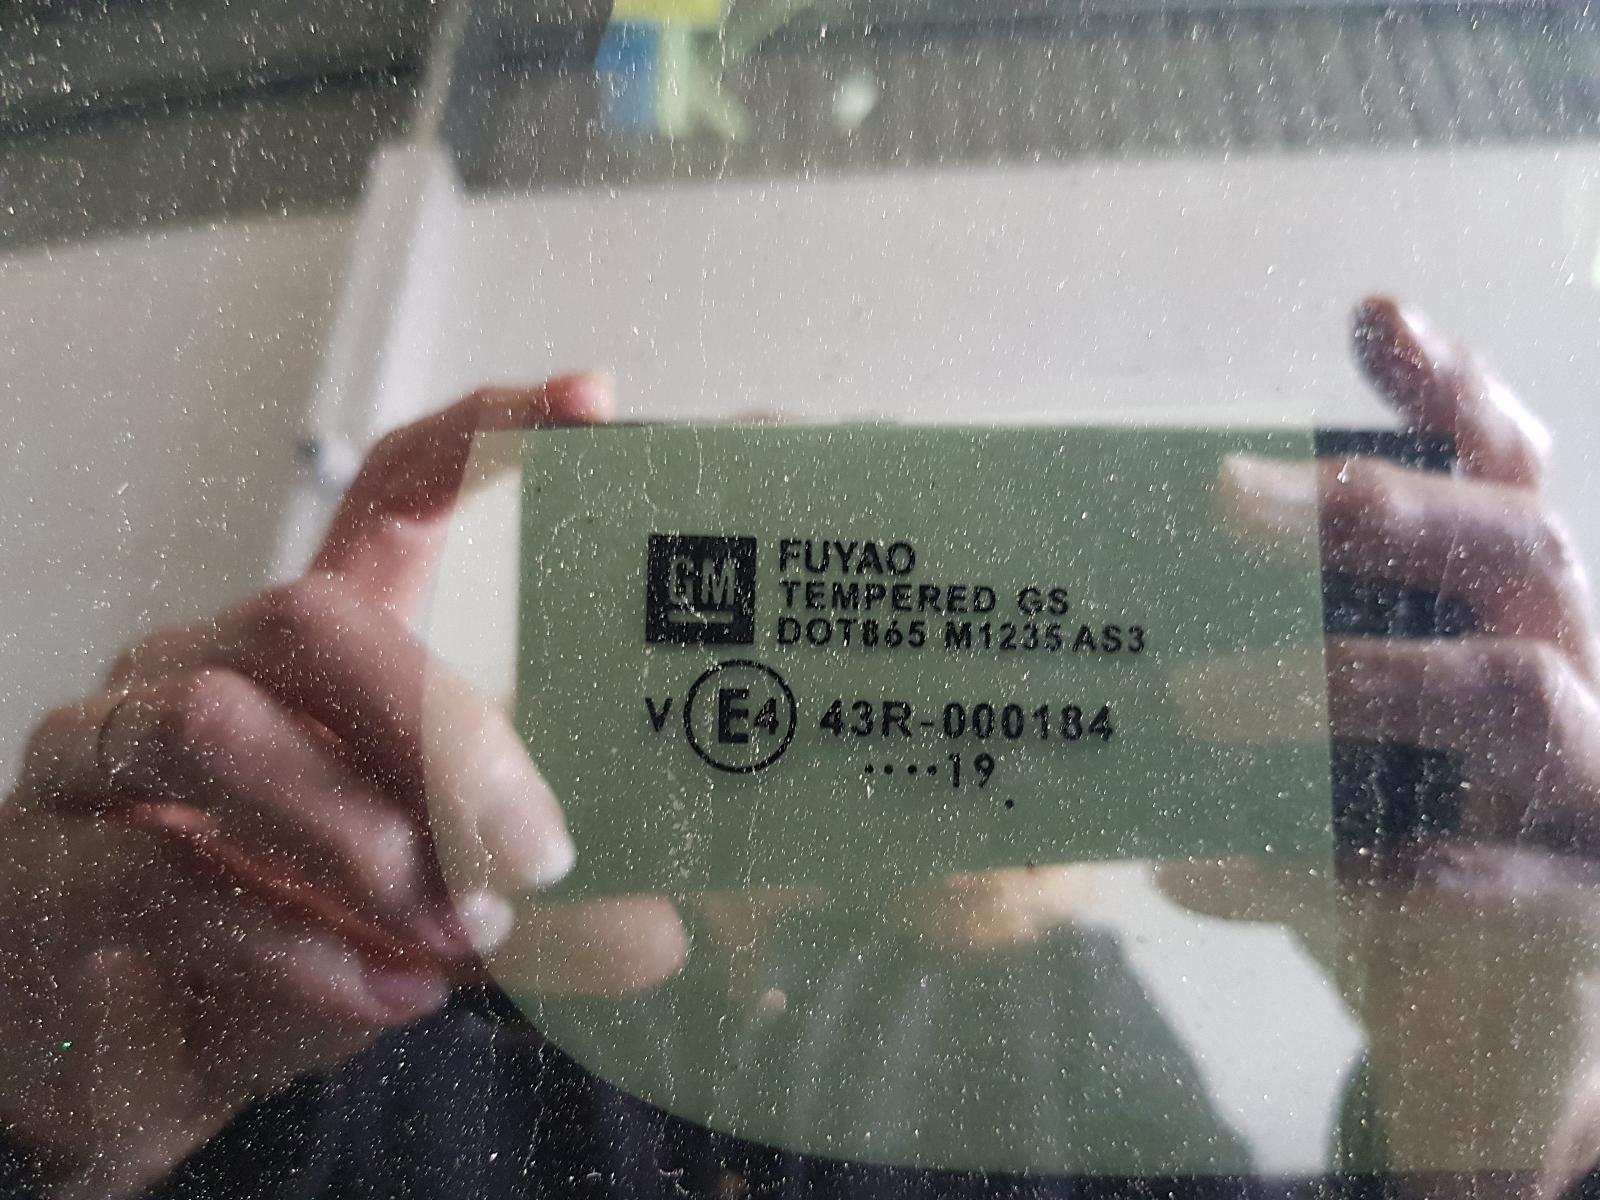 GM
FUYAO
TEMPERED GS
DOT865 M1235 AS3
V E4 43R-000184
····19
.